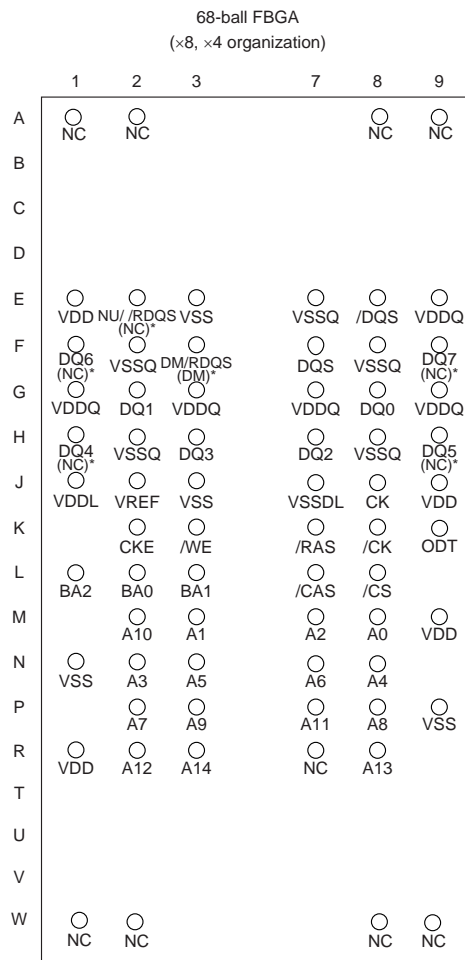 68-ball FBGA
(×8, ×4 organization)
1 2 3 7 8 9
A
NC NC NC NC
B
C
D
E
VDD NU/ /RDQS (NC)* VSS VSSQ /DQS VDDQ
F
DQ6 (NC)* VSSQ DM/RDQS (DM)* DQS VSSQ DQ7 (NC)*
G
VDDQ DQ1 VDDQ VDDQ DQ0 VDDQ
H
DQ4 (NC)* VSSQ DQ3 DQ2 VSSQ DQ5 (NC)*
J
VDDL VREF VSS VSSDL CK VDD
K
CKE /WE /RAS /CK ODT
L
BA2 BA0 BA1 /CAS /CS
M
A10 A1 A2 A0 VDD
N
VSS A3 A5 A6 A4
P
A7 A9 A11 A8 VSS
R
VDD A12 A14 NC A13
T
U
V
W
NC NC NC NC